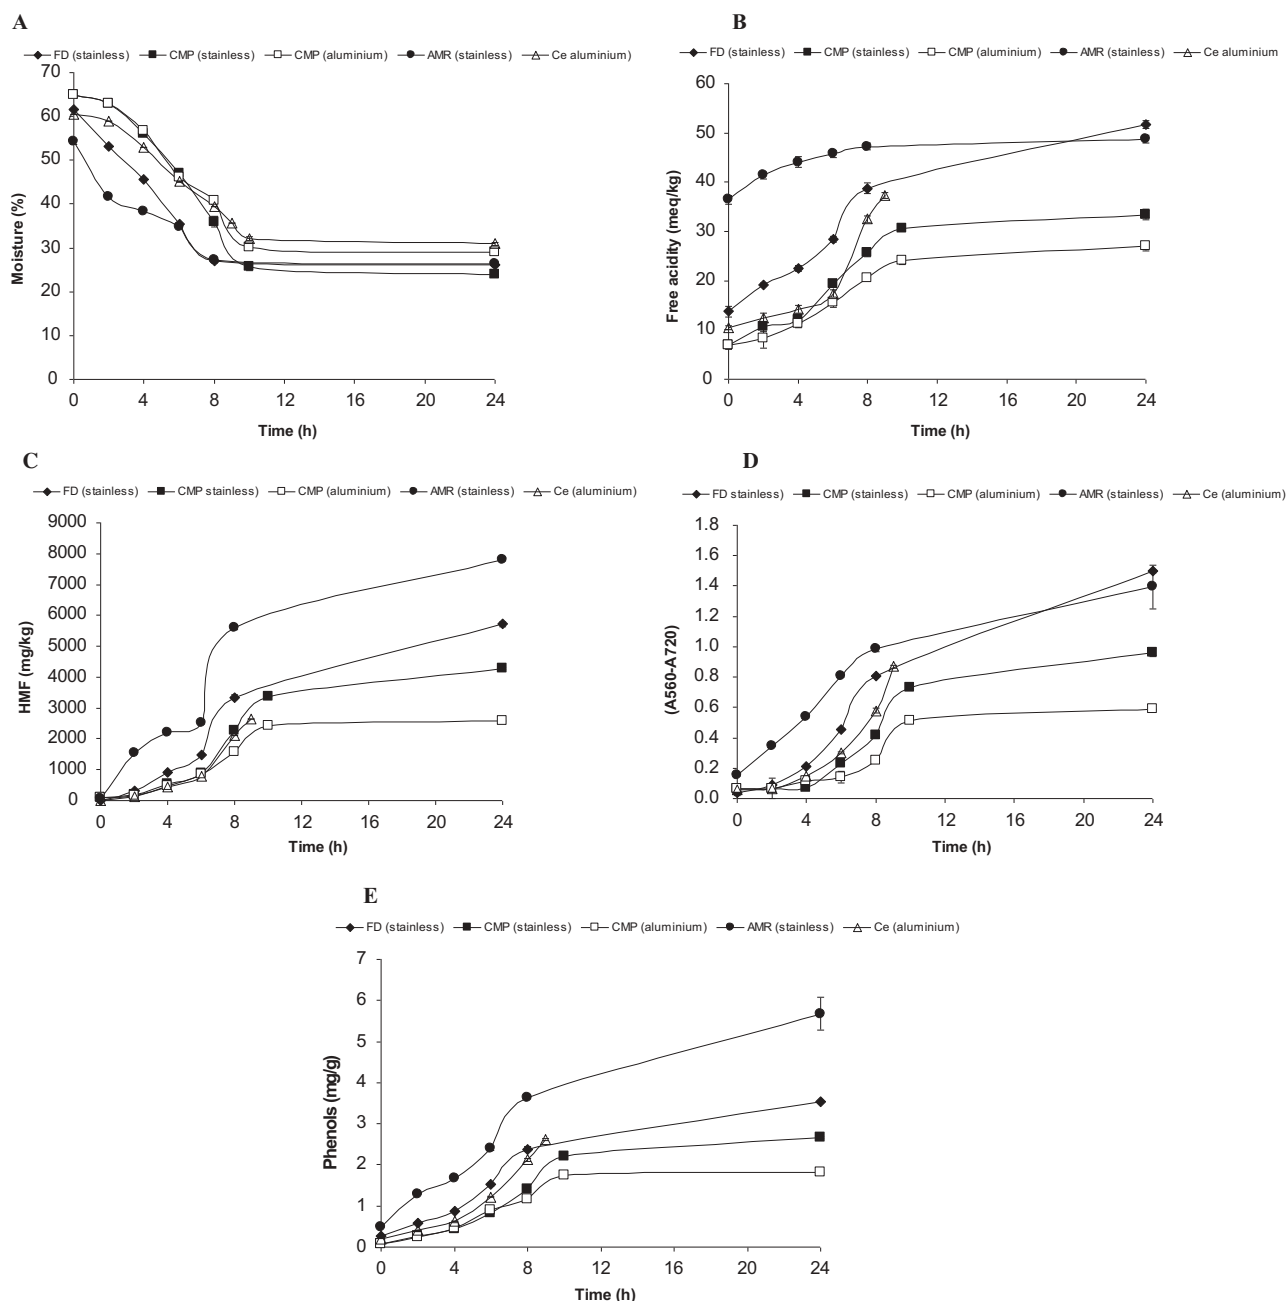 A
FD (stainless) CMP (stainless) CMP (aluminium) AMR (stainless) Ce aluminium)
70
60
50
40
30
20
10
0
Moisture (%)
0 4 8 12 16 20 24
Time (h)
B
FD (stainless) CMP (stainless) CMP (aluminium) AMR (stainless) Ce (aluminium
60
50
40
30
20
10
0
Free acidity (meq/kg)
0 4 8 12 16 20 24
Time (h)
C
FD (stainless) CMP stainless) CMP (aluminium) AMR (stainless) Ce (aluminium)
9000
8000
7000
6000
5000
4000
3000
2000
1000
0
HMF (mg/kg)
0 4 8 12 16 20 24
Time (h)
D
FD stainless) CMP (stainless) CMP (aluminium) AMR (stainless) Ce (aluminium)
1.8
1.6
1.4
1.2
1.0
0.8
0.6
0.4
0.2
0.0
(A560-A720)
0 4 8 12 16 20 24
Time (h)
E
FD (stainless) CMP (stainless) CMP (aluminium) AMR (stainless) Ce (aluminium)
7
6
5
4
3
2
1
0
Phenols (mg/g)
0 4 8 12 16 20 24
Time (h)